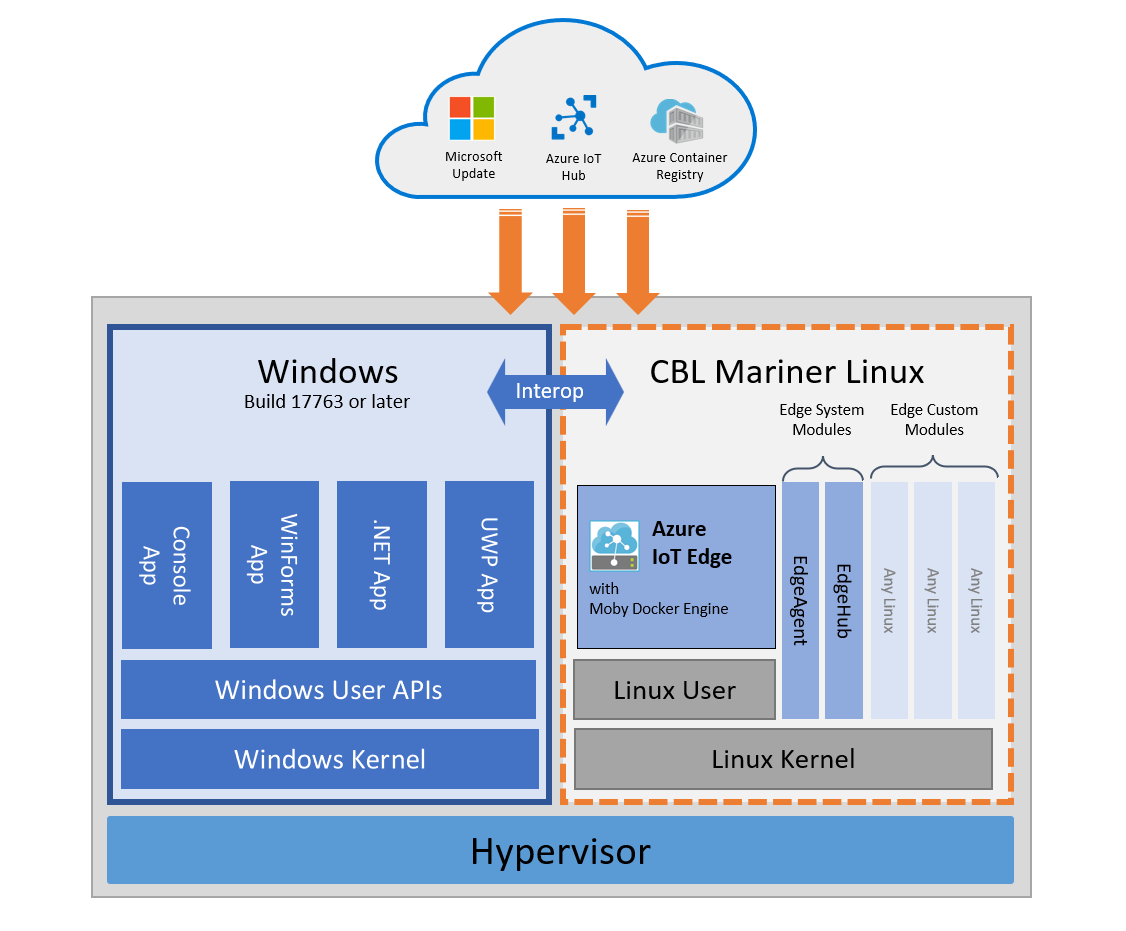 Microsoft
Update
Azure IoT
Hub
Azure Container
Registry
Windows
Build 17763 or later
Interop
CBL Mariner Linux
Edge System
Modules
Edge Custom
Modules
Console
App
WinForms
App
.NET App
UWP App
Azure
IoT Edge
with
Moby Docker Engine
EdgeAgent
EdgeHub
Any Linux
Any Linux
Any Linux
Windows User APIs
Linux User
Windows Kernel
Linux Kernel
Hypervisor